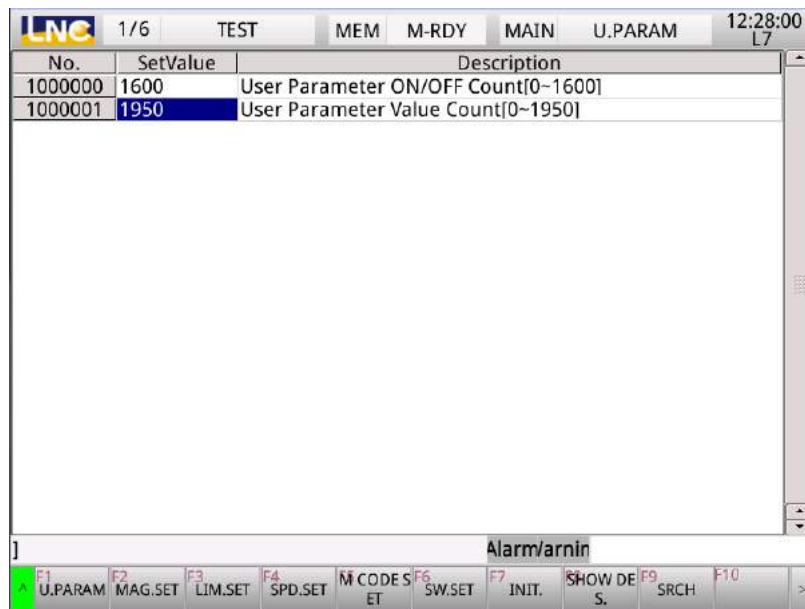 LNC 1/6 TEST MEM M-RDY MAIN U.PARAM 12:28:00
L7
No. SetValue Description
1000000 1600 User Parameter ON/OFF Count[0~1600]
1000001 1950 User Parameter Value Count[0~1950]
] Alarm/arnin
^ F1 U.PARAM F2 MAG.SET F3 LIM.SET F4 SPD.SET M CODE S F6 SW.SET F7 INIT. SHOW DE F9 SRCH F10 >
ET S.